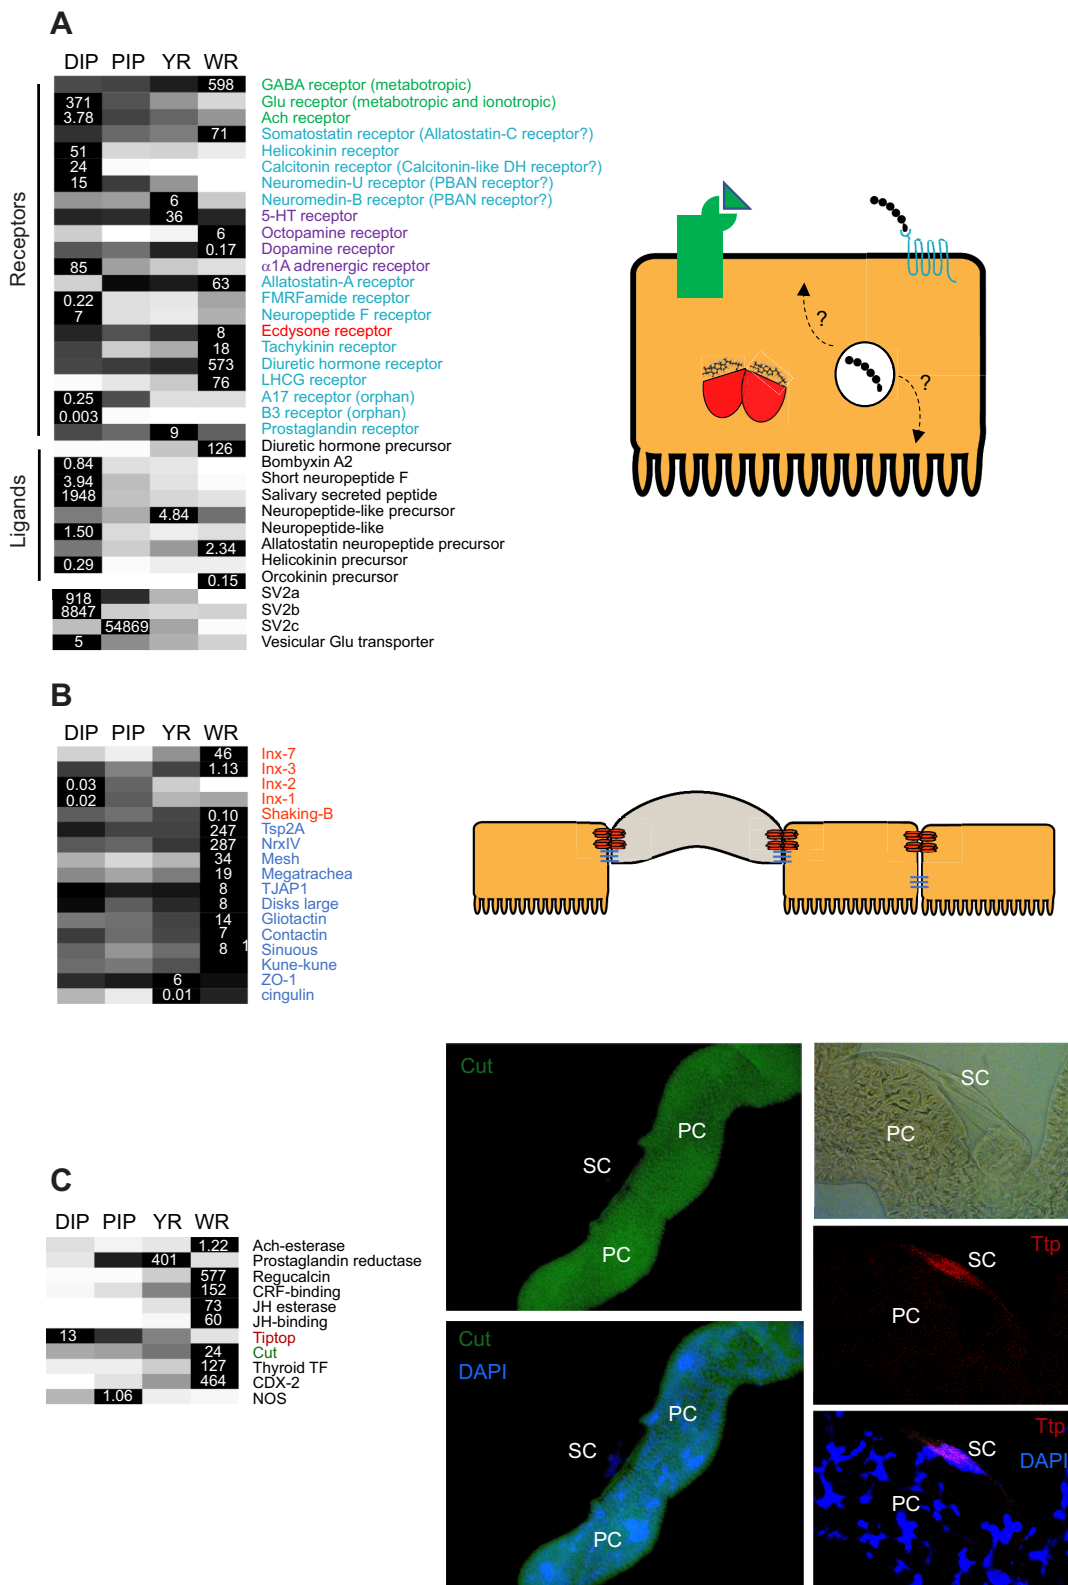 A
DIP PIP YR WR
Receptors
598 GABA receptor (metabotropic)
371 Glu receptor (metabotropic and ionotropic)
3.78 Ach receptor
71 Somatostatin receptor (Allatostatin-C receptor?)
51 Helicokinin receptor
24 Calcitonin receptor (Calcitonin-like DH receptor?)
15 Neuromedin-U receptor (PBAN receptor?)
6 Neuromedin-B receptor (PBAN receptor?)
36 5-HT receptor
6 Octopamine receptor
0.17 Dopamine receptor
85 α1A adrenergic receptor
63 Allatostatin-A receptor
0.22 FMRFamide receptor
7 Neuropeptide F receptor
8 Ecdysone receptor
18 Tachykinin receptor
573 Diuretic hormone receptor
76 LHCG receptor
0.25 A17 receptor (orphan)
0.003 B3 receptor (orphan)
9 Prostaglandin receptor
Ligands
126 Diuretic hormone precursor
0.84 Bombyxin A2
3.94 Short neuropeptide F
1948 Salivary secreted peptide
4.84 Neuropeptide-like precursor
1.50 Neuropeptide-like
2.34 Allatostatin neuropeptide precursor
0.29 Helicokinin precursor
0.15 Orcokinin precursor
918 SV2a
8847 SV2b
54869 SV2c
5 Vesicular Glu transporter
?
?
B
DIP PIP YR WR
46 Inx-7
1.13 Inx-3
0.03 Inx-2
0.02 Inx-1
0.10 Shaking-B
247 Tsp2A
287 NrxIV
34 Mesh
19 Megatrachea
8 TJAP1
8 Disks large
14 Gliotactin
7 Contactin
8 1 Sinuous
Kune-kune
6 ZO-1
0.01 cingulin
C
DIP PIP YR WR
1.22 Ach-esterase
401 Prostaglandin reductase
577 Regucalcin
152 CRF-binding
73 JH esterase
60 JH-binding
13 Tiptop
24 Cut
127 Thyroid TF
464 CDX-2
1.06 NOS
Cut
PC
SC
PC
Cut
DAPI
PC
SC
PC
SC
PC
Ttp
SC
PC
Ttp
SC
DAPI
PC